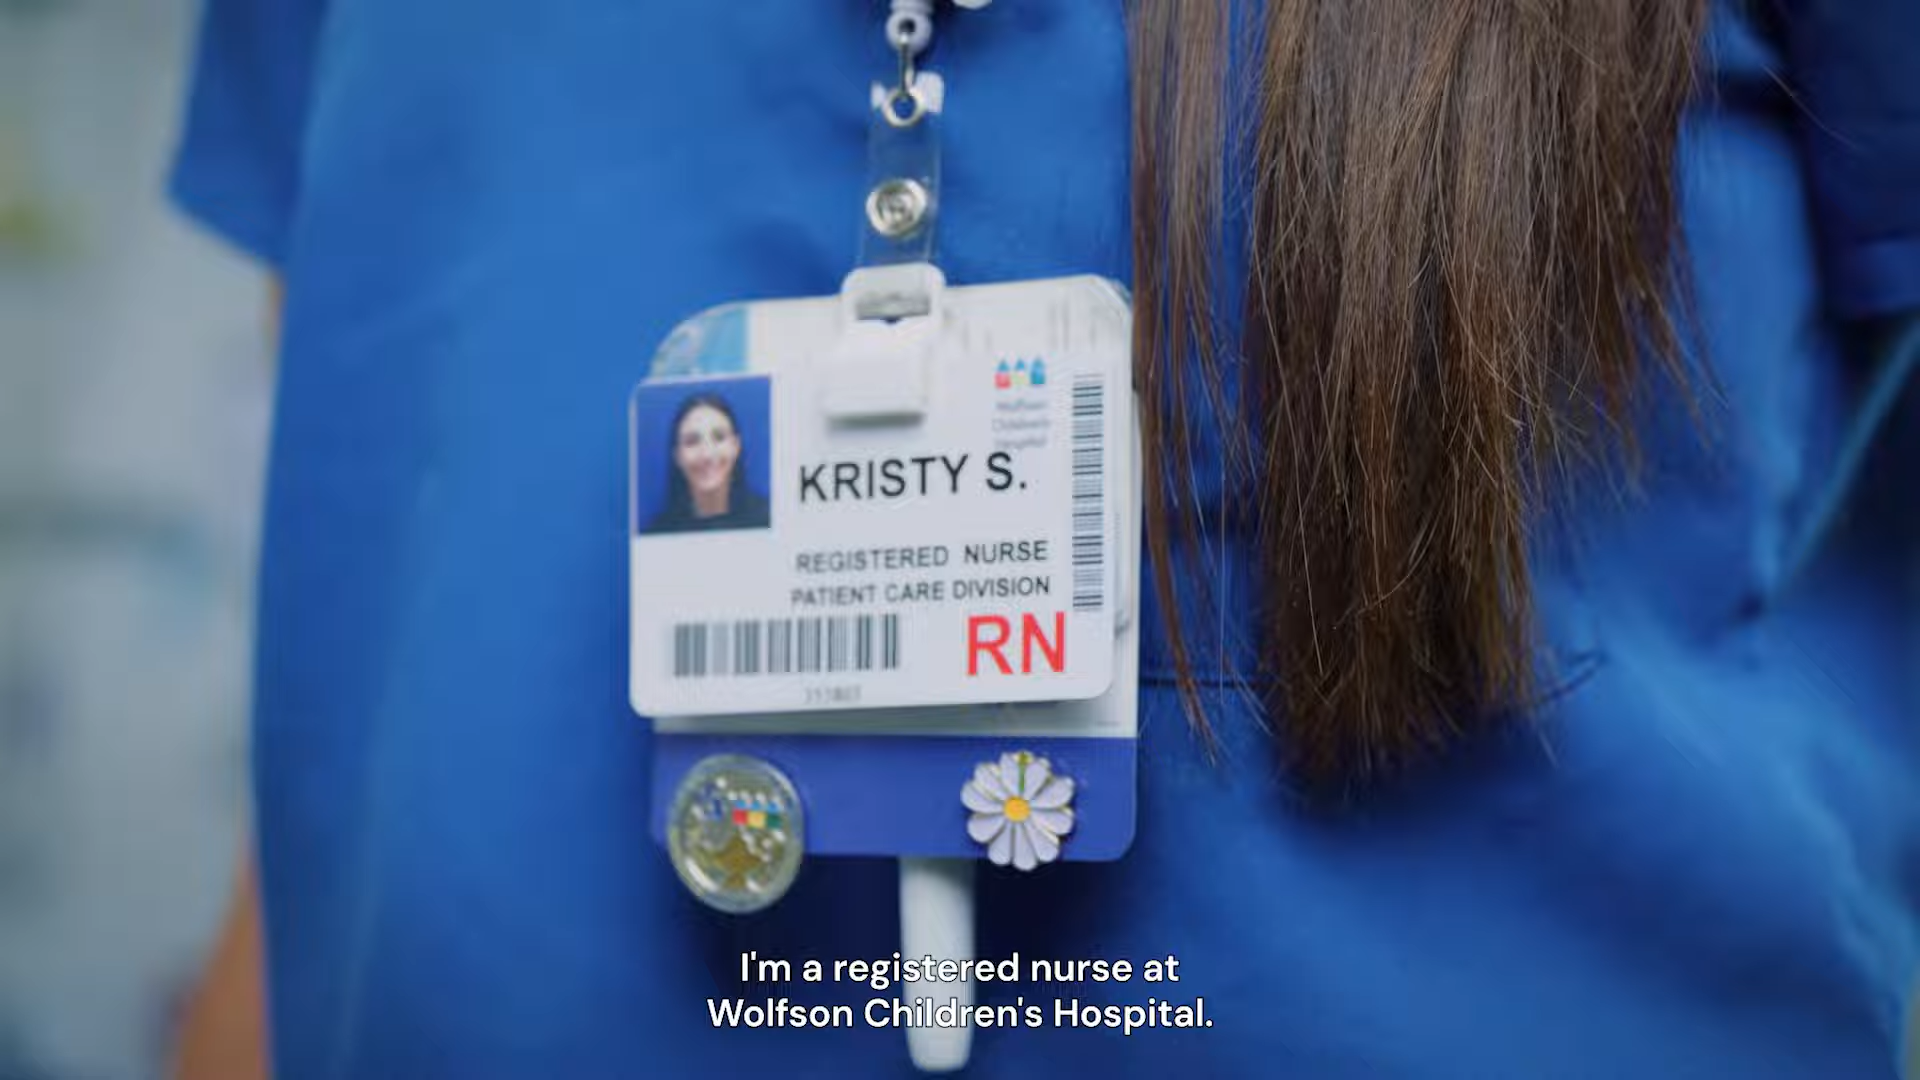 KRISTY S.
REGISTERED NURSE
PATIENT CARE DIVISION
RN
I'm a registered nurse at
Wolfson Children's Hospital.